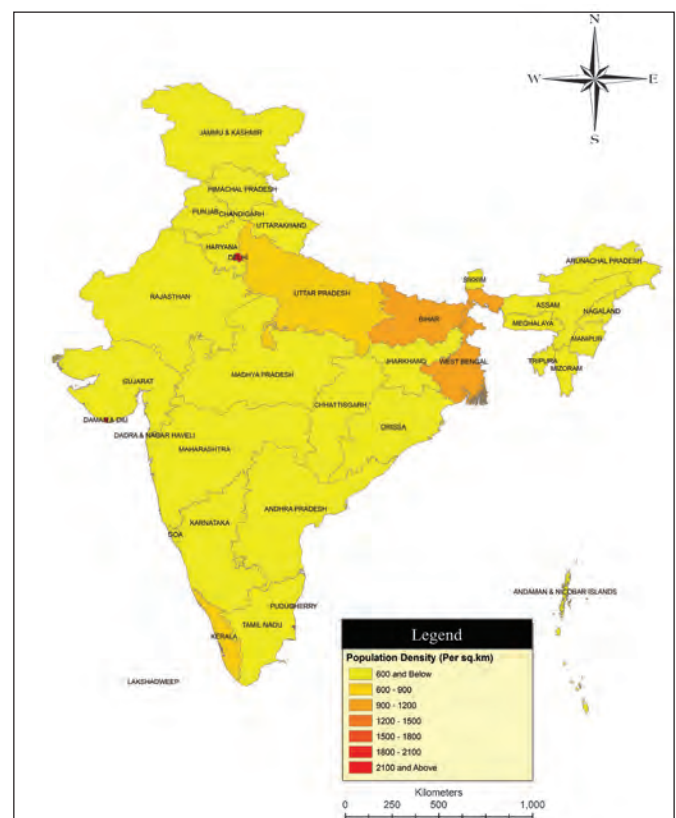 N
W
E
S
JAMMU & KASHMIR
HIMACHAL PRADESH
PUNJAB
CHANDIGARH
UTTARAKHAND
HARYANA
DELHI
ARUNACHAL PRADESH
SIKKIM
RAJASTHAN
UTTAR PRADESH
ASSAM
NAGALAND
BIHAR
MEGHALAYA
MANIPUR
JHARKHAND
WEST BENGAL
TRIPURA
MIZORAM
MADHYA PRADESH
GUJARAT
CHHATTISGARH
DAMAN & DIU
ORISSA
DADRA & NAGAR HAVELI
MAHARASHTRA
ANDHRA PRADESH
KARNATAKA
GOA
ANDAMAN & NICOBAR ISLANDS
PUDUCHERRY
TAMIL NADU
KERALA
LAKSHADWEEP
Legend
Population Density (Per sq.km)
600 and Below
600 - 900
900 - 1200
1200 - 1500
1500 - 1800
1800 - 2100
2100 and Above
Kilometers
0 250 500 1,000